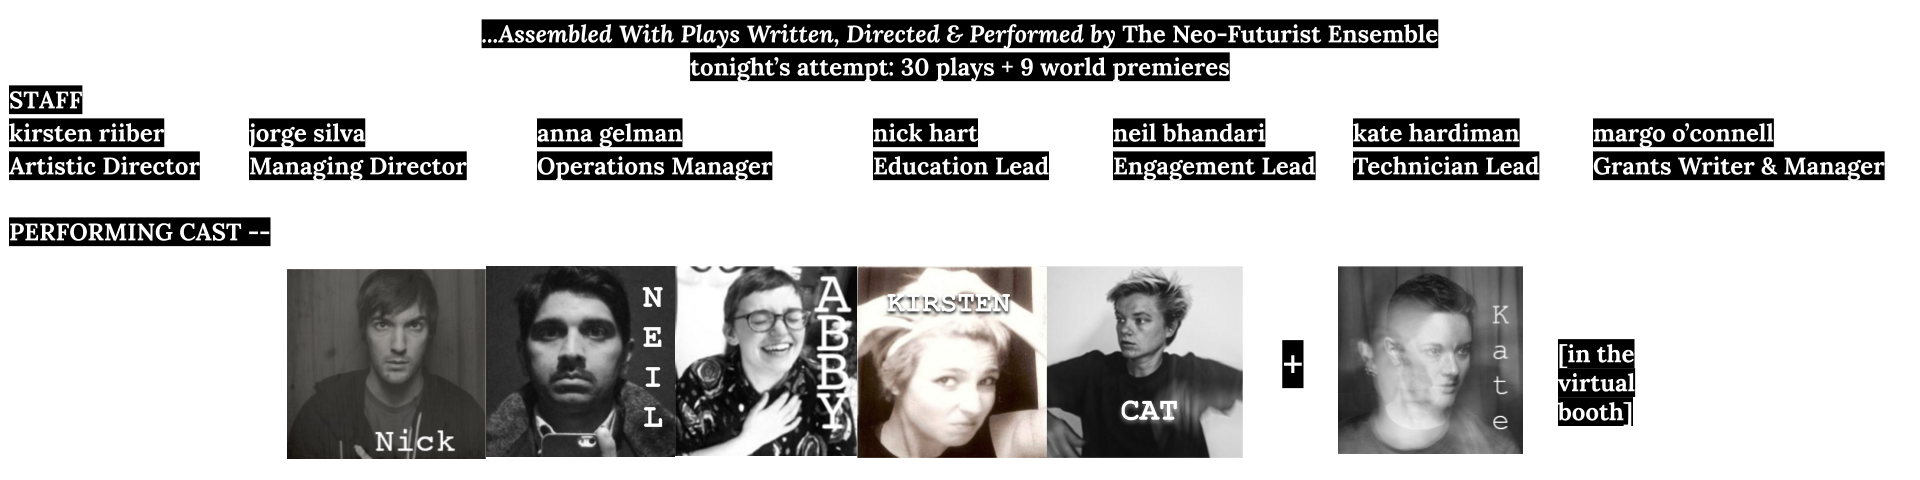 ...Assembled With Plays Written, Directed & Performed by The Neo-Futurist Ensemble
tonight’s attempt: 30 plays + 9 world premieres
STAFF
kirsten riiber jorge silva anna gelman nick hart neil bhandari kate hardiman margo o’connell
Artistic Director Managing Director Operations Manager Education Lead Engagement Lead Technician Lead Grants Writer & Manager
PERFORMING CAST --
Nick
NEIL
ABBY
KIRSTEN
CAT
+
Kate
[in the
virtual
booth]